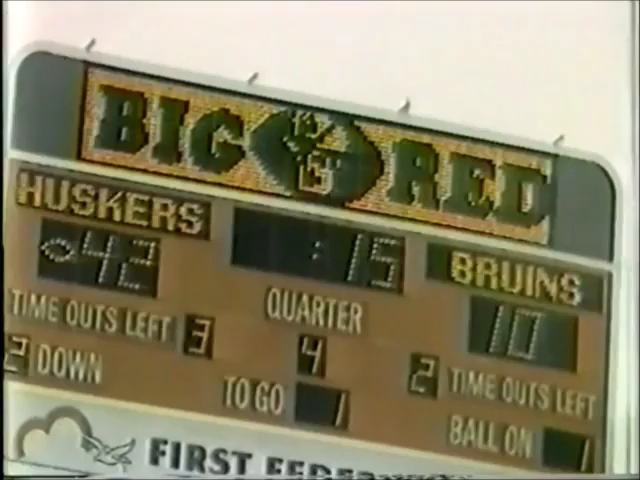 BIG RED
HUSKERS
42
:15
BRUINS
10
TIME OUTS LEFT 3
QUARTER
4
2 TIME OUTS LEFT
2 DOWN
TO GO 1
BALL ON 1
FIRST FEDERAL